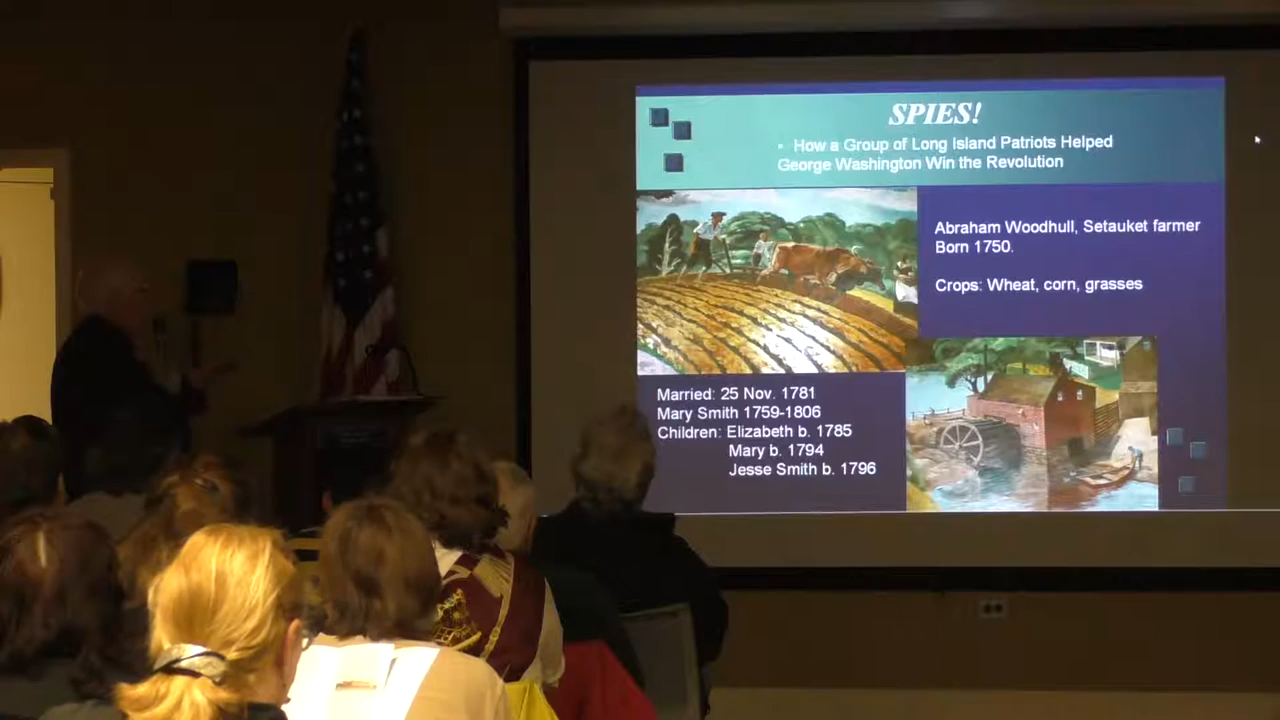 SPIES!
▪ How a Group of Long Island Patriots Helped
George Washington Win the Revolution
Abraham Woodhull, Setauket farmer
Born 1750.
Crops: Wheat, corn, grasses
Married: 25 Nov. 1781
Mary Smith 1759-1806
Children: Elizabeth b. 1785
Mary b. 1794
Jesse Smith b. 1796